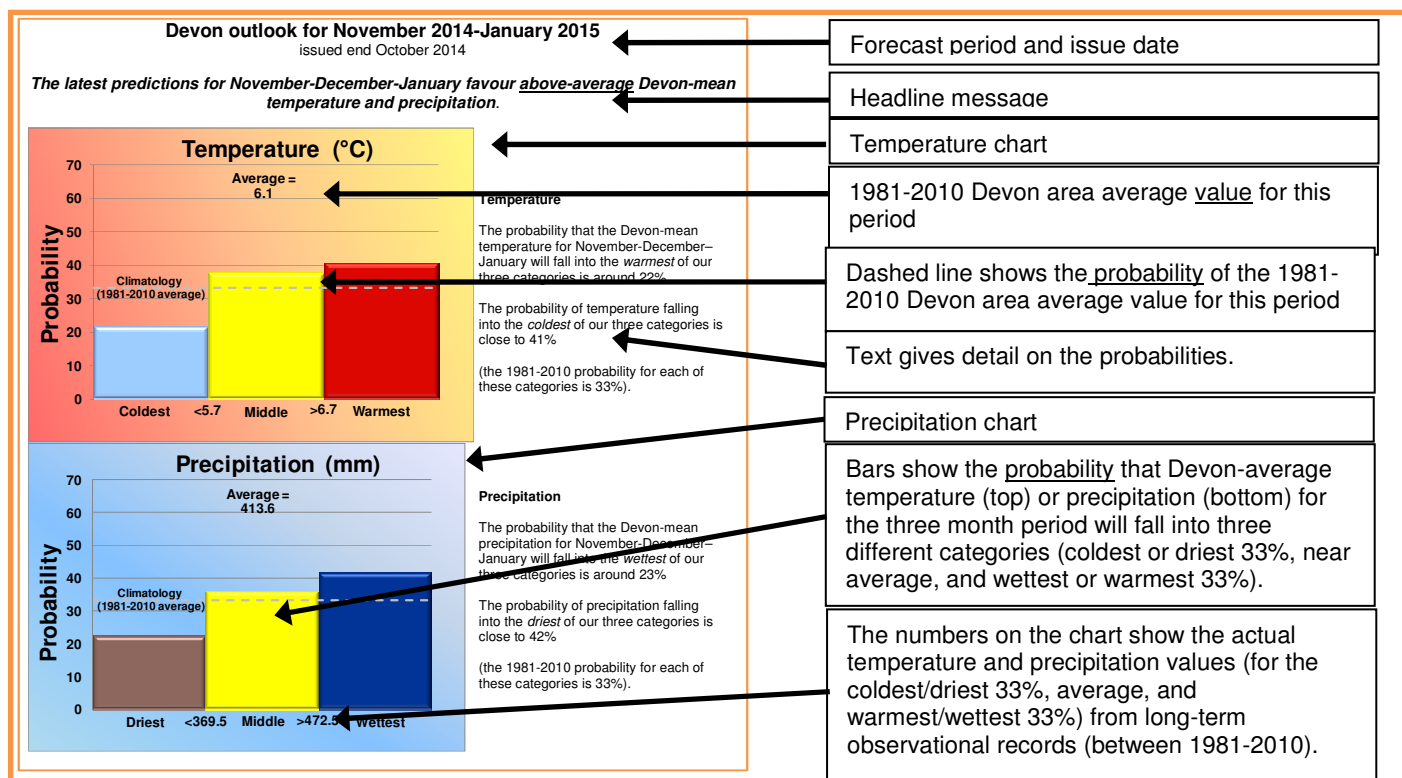 Devon outlook for November 2014-January 2015
issued end October 2014
The latest predictions for November-December-January favour above-average Devon-mean
temperature and precipitation.
Temperature (°C)
70
60
50
40
30
20
10
0
Probability
Average =
6.1
Climatology
(1981-2010 average)
Coldest <5.7 Middle >6.7 Warmest
Temperature
The probability that the Devon-mean
temperature for November-December–
January will fall into the warmest of our
three categories is around 22%
The probability of temperature falling
into the coldest of our three categories is
close to 41%
(the 1981-2010 probability for each of
these categories is 33%).
Precipitation (mm)
70
60
50
40
30
20
10
0
Probability
Average =
413.6
Climatology
(1981-2010 average)
Driest <369.5 Middle >472.5 Wettest
Precipitation
The probability that the Devon-mean
precipitation for November-December–
January will fall into the wettest of our
three categories is around 23%
The probability of precipitation falling
into the driest of our three categories is
close to 42%
(the 1981-2010 probability for each of
these categories is 33%).
Forecast period and issue date
Headline message
Temperature chart
1981-2010 Devon area average value for this
period
Dashed line shows the probability of the 1981-
2010 Devon area average value for this period
Text gives detail on the probabilities.
Precipitation chart
Bars show the probability that Devon-average
temperature (top) or precipitation (bottom) for
the three month period will fall into three
different categories (coldest or driest 33%, near
average, and wettest or warmest 33%).
The numbers on the chart show the actual
temperature and precipitation values (for the
coldest/driest 33%, average, and
warmest/wettest 33%) from long-term
observational records (between 1981-2010).